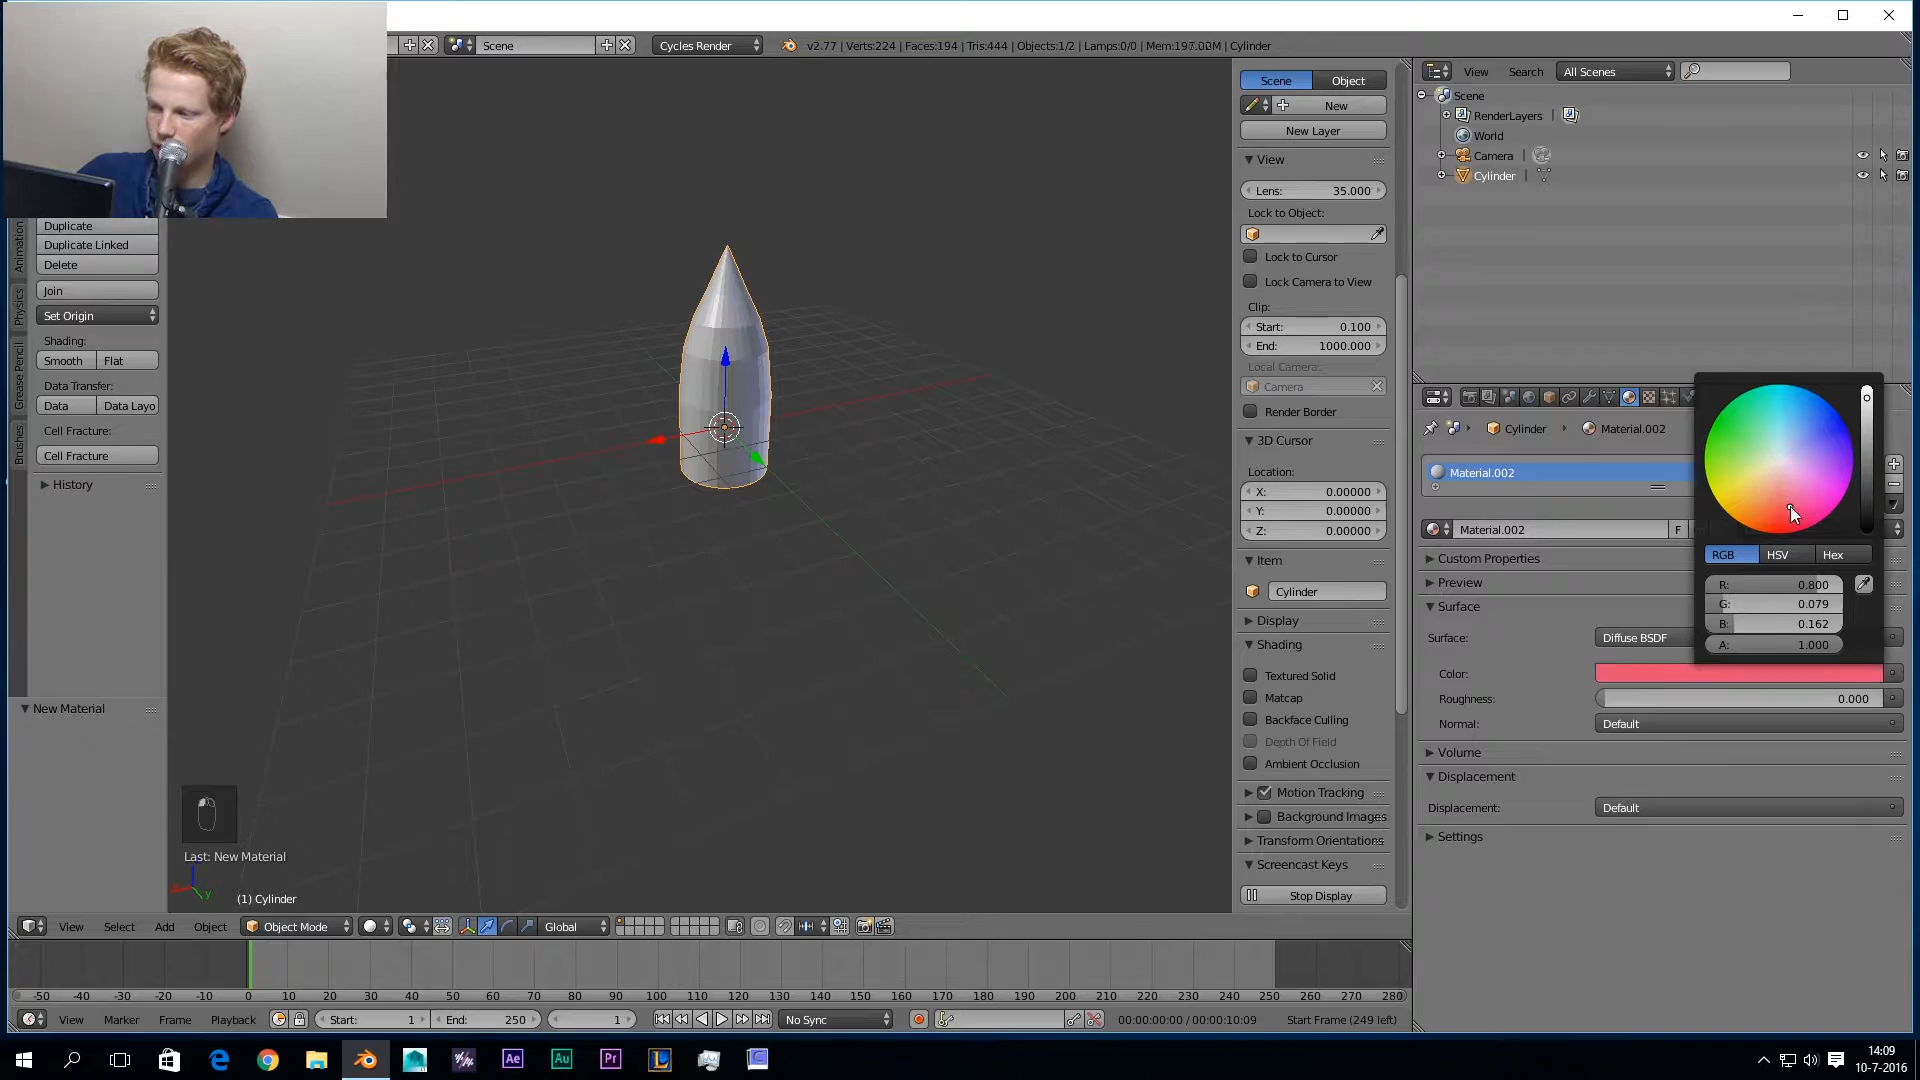 Scene
Cycles Render
v2.77 | Verts:224 | Faces:194 | Tris:444 | Objects:1/2 | Lamps:0/0 | Mem:197.00M | Cylinder
View Search All Scenes
Scene
RenderLayers |
World
Camera |
Cylinder |
Animation
Physics
Grease Pencil
Brushes
Duplicate
Duplicate Linked
Delete
Join
Set Origin
Shading:
Smooth Flat
Data Transfer:
Data Data Layo
Cell Fracture:
Cell Fracture
History
New Material
Last: New Material
(1) Cylinder
Scene Object
New
New Layer
View
Lens: 35.000
Lock to Object:
Lock to Cursor
Lock Camera to View
Clip:
Start: 0.100
End: 1000.000
Local Camera:
Camera
Render Border
3D Cursor
Location:
X: 0.00000
Y: 0.00000
Z: 0.00000
Item
Cylinder
Display
Shading
Textured Solid
Matcap
Backface Culling
Depth Of Field
Ambient Occlusion
Motion Tracking
Background Images
Transform Orientations
Screencast Keys
Stop Display
Cylinder Material.002
Material.002
Material.002 F
Custom Properties
Preview
Surface
Surface: Diffuse BSDF
Color:
Roughness: 0.000
Normal: Default
Volume
Displacement
Displacement: Default
Settings
RGB HSV Hex
R: 0.800
G: 0.079
B: 0.162
A: 1.000
View Select Add Object Object Mode Global
-50 -40 -30 -20 -10 0 10 20 30 40 50 60 70 80 90 100 110 120 130 140 150 160 170 180 190 200 210 220 230 240 250 260 270 280
View Marker Frame Playback Start: 1 End: 250 1 No Sync 00:00:00:00 / 00:00:10:09 Start Frame (249 left)
Ae Au Pr L
14:09
10-7-2016